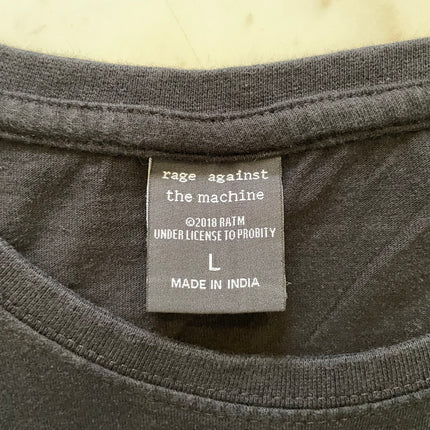 rage against
the machine
©2018 RATM
UNDER LICENSE TO PROBITY
L
MADE IN INDIA